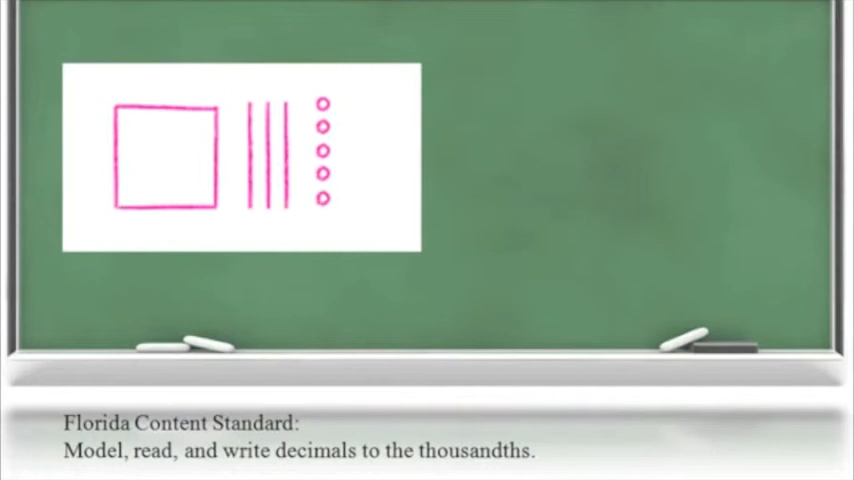 Florida Content Standard:
Model, read, and write decimals to the thousandths.